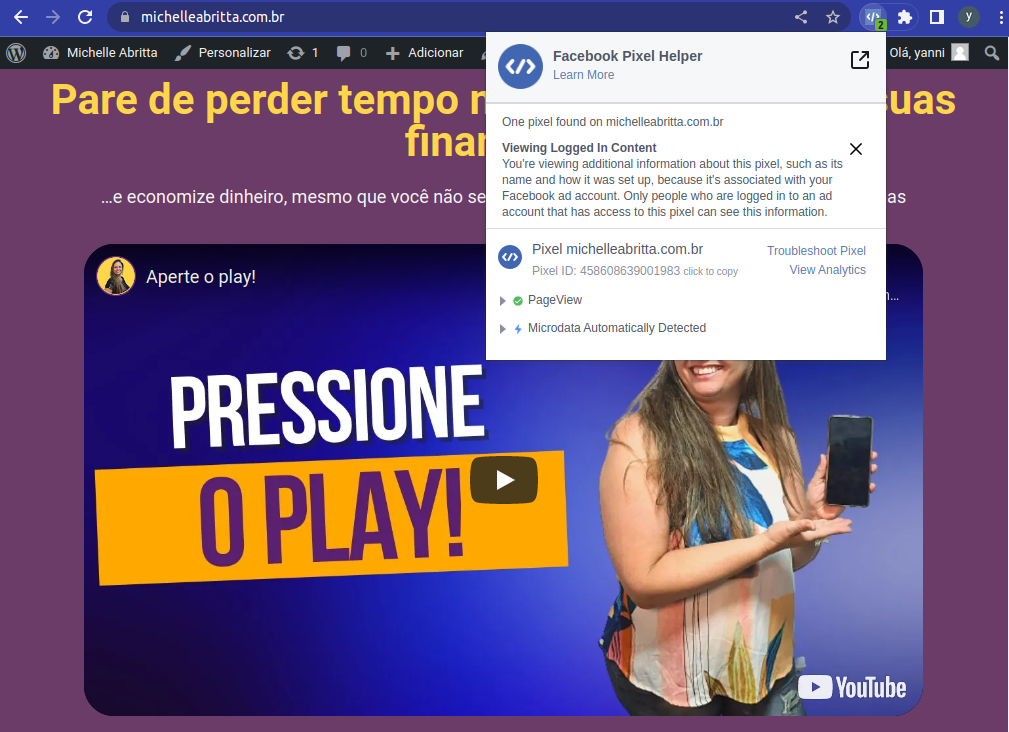 michelleabritta.com.br
2
y
Michelle Abritta
Personalizar
1
0
Adicionar
Olá, yanni
Facebook Pixel Helper
Learn More
One pixel found on michelleabritta.com.br
Viewing Logged In Content
You're viewing additional information about this pixel, such as its
name and how it was set up, because it's associated with your
Facebook ad account. Only people who are logged in to an ad
account that has access to this pixel can see this information.
Pixel michelleabritta.com.br
Troubleshoot Pixel
Pixel ID: 458608639001983 click to copy
View Analytics
PageView
Microdata Automatically Detected
Pare de perder tempo
finan
…e economize dinheiro, mesmo que você não se
as
Aperte o play!
PRESSIONE
O PLAY!
YouTube